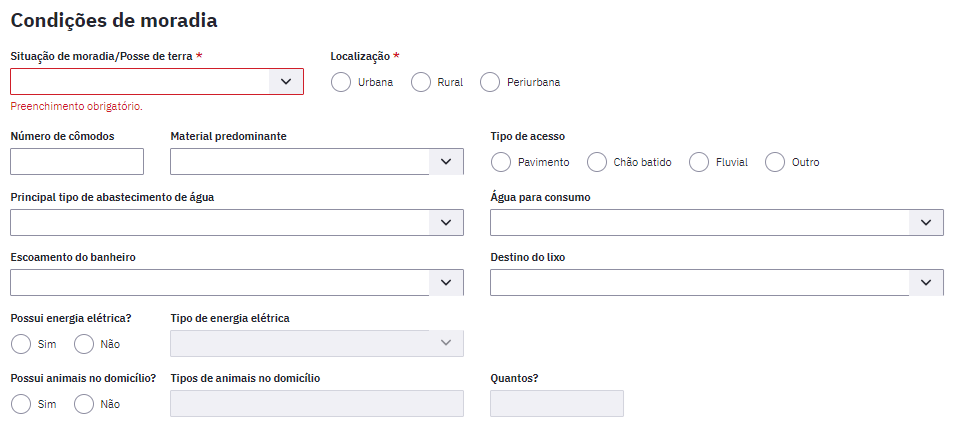 Condições de moradia
Situação de moradia/Posse de terra * Localização *
Urbana Rural Periurbana
Preenchimento obrigatório.
Número de cômodos Material predominante Tipo de acesso
Pavimento Chão batido Fluvial Outro
Principal tipo de abastecimento de água Água para consumo
Escoamento do banheiro Destino do lixo
Possui energia elétrica? Tipo de energia elétrica
Sim Não
Possui animais no domicílio? Tipos de animais no domicílio Quantos?
Sim Não